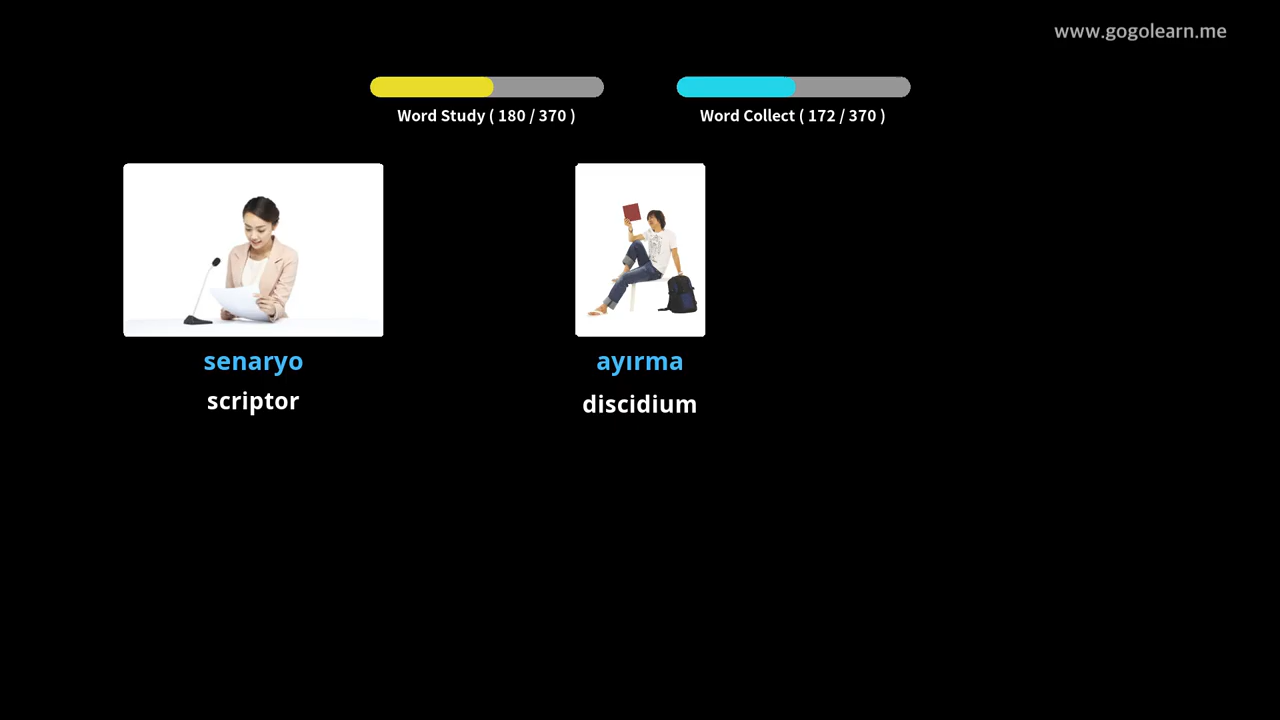 www.gogolearn.me
Word Study ( 180 / 370 )
Word Collect ( 172 / 370 )
senaryo
scriptor
ayırma
discidium